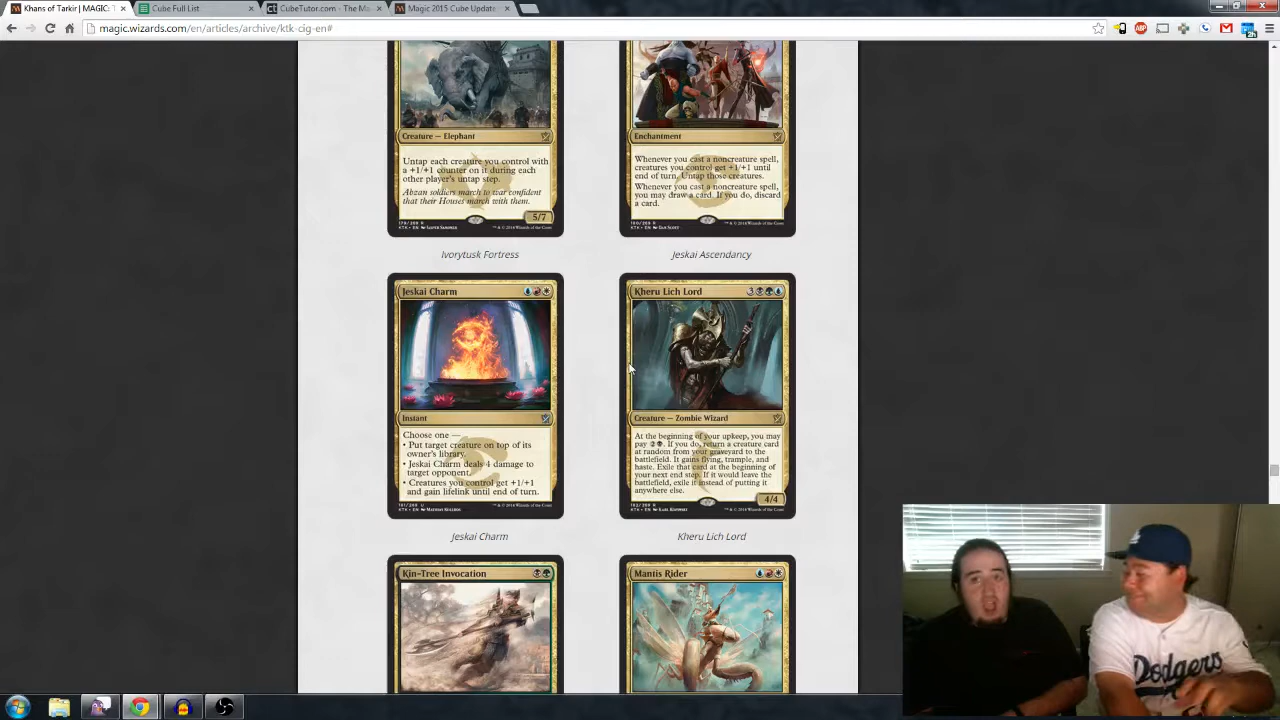 Khans of Tarkir | MAGIC: T
Cube Full List
CubeTutor.com - The Ma
Magic 2015 Cube Update
magic.wizards.com/en/articles/archive/ktk-cig-en#
2h
Creature — Elephant
Untap each creature you control with
a +1/+1 counter on it during each
other player's untap step.
Abzan soldiers march to war confident
that their Houses march with them.
5/7
Ivorytusk Fortress
Enchantment
Whenever you cast a noncreature spell,
creatures you control get +1/+1 until
end of turn. Untap those creatures.
Whenever you cast a noncreature spell,
you may draw a card. If you do, discard
a card.
Jeskai Ascendancy
Jeskai Charm
Instant
Choose one —
• Put target creature on top of its
owner's library.
• Jeskai Charm deals 4 damage to
target opponent.
• Creatures you control get +1/+1
and gain lifelink until end of turn.
Jeskai Charm
Kheru Lich Lord
3
Creature — Zombie Wizard
At the beginning of your upkeep, you may
pay 2. If you do, return a creature card
at random from your graveyard to the
battlefield. It gains flying, trample, and
haste. Exile that card at the beginning of
your next end step. If it would leave the
battlefield, exile it instead of putting it
anywhere else.
4/4
Kheru Lich Lord
Kin-Tree Invocation
Mantis Rider
Dodgers